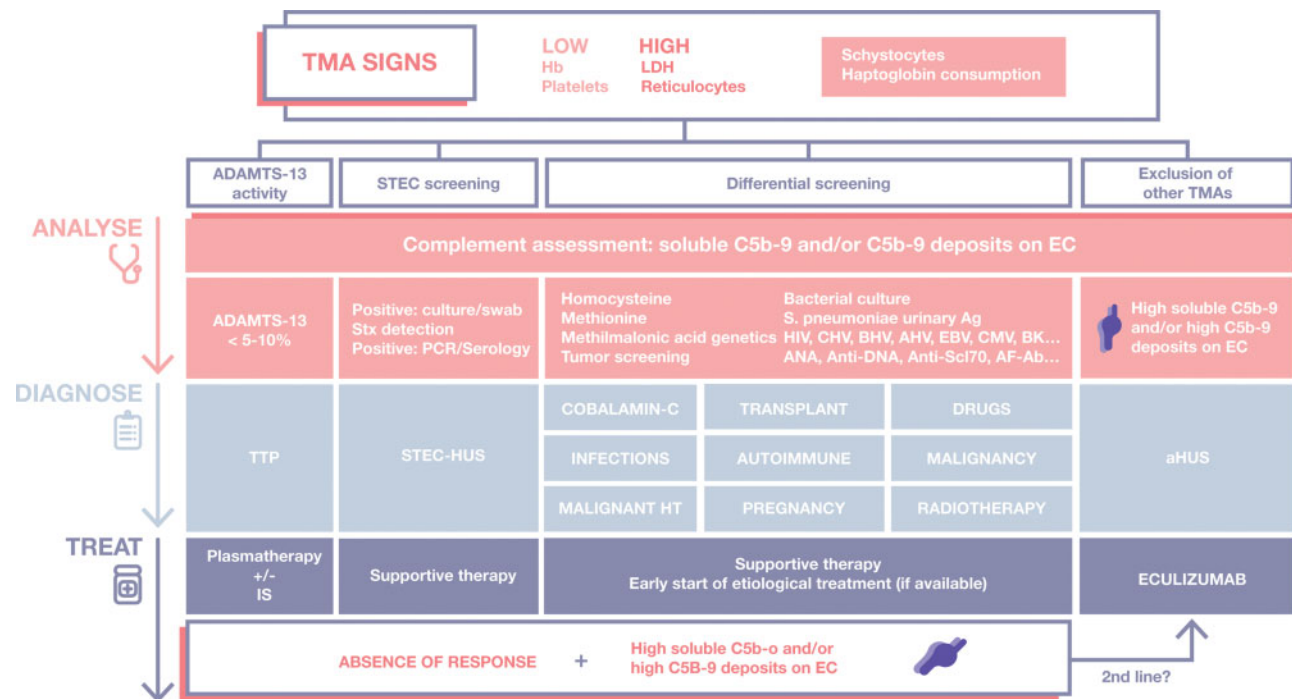 TMA SIGNS
LOW
Hb
Platelets
HIGH
LDH
Reticulocytes
Schystocytes
Haptoglobin consumption
ADAMTS-13
activity
STEC screening
Differential screening
Exclusion of
other TMAs
ANALYSE
Complement assessment: soluble C5b-9 and/or C5b-9 deposits on EC
ADAMTS-13
< 5-10%
Positive: culture/swab
Stx detection
Positive: PCR/Serology
Homocysteine
Methionine
Methilmalonic acid genetics
Tumor screening
Bacterial culture
S. pneumoniae urinary Ag
HIV, CHV, BHV, AHV, EBV, CMV, BK...
ANA, Anti-DNA, Anti-Scl70, AF-Ab...
High soluble C5b-9
and/or high C5b-9
deposits on EC
DIAGNOSE
TTP
STEC-HUS
COBALAMIN-C
TRANSPLANT
DRUGS
INFECTIONS
AUTOIMMUNE
MALIGNANCY
MALIGNANT HT
PREGNANCY
RADIOTHERAPY
aHUS
TREAT
Plasmatherapy
+/-
IS
Supportive therapy
Supportive therapy
Early start of etiological treatment (if available)
ECULIZUMAB
ABSENCE OF RESPONSE
+
High soluble C5b-o and/or
high C5B-9 deposits on EC
2nd line?